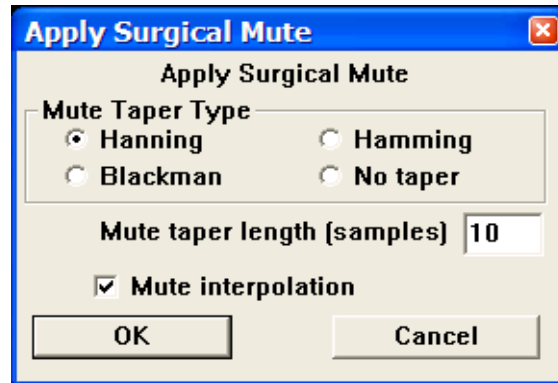 Apply Surgical Mute
Apply Surgical Mute
Mute Taper Type
Hanning Hamming
Blackman No taper
Mute taper length (samples) 10
Mute interpolation
OK Cancel